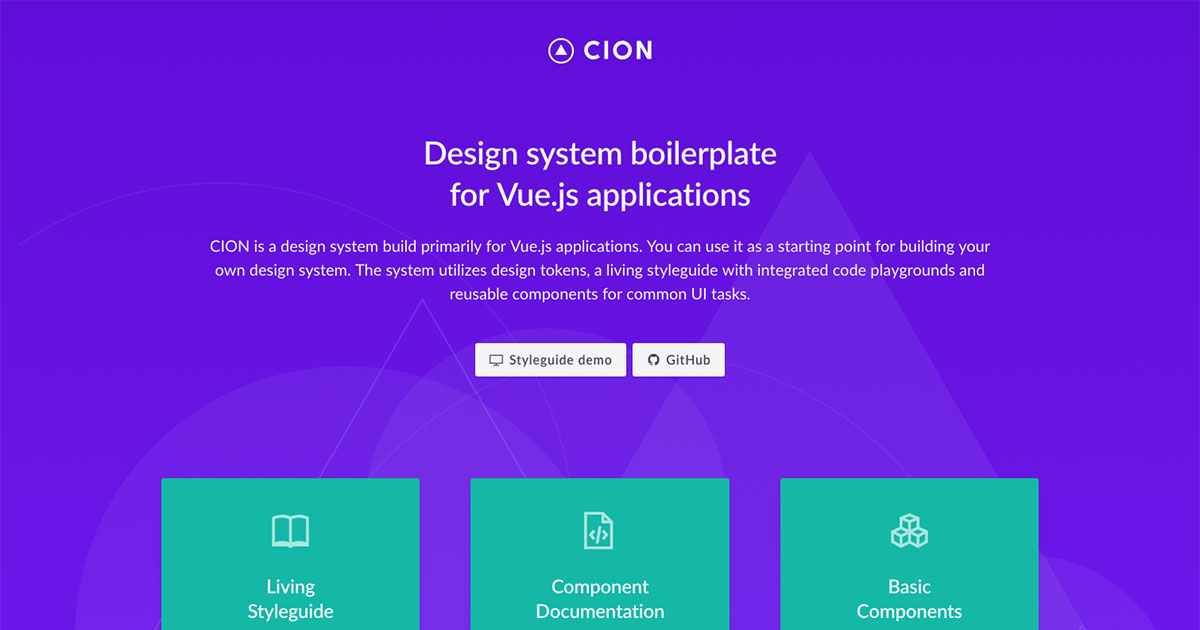 CION
Design system boilerplate
for Vue.js applications
CION is a design system build primarily for Vue.js applications. You can use it as a starting point for building your
own design system. The system utilizes design tokens, a living styleguide with integrated code playgrounds and
reusable components for common UI tasks.
Styleguide demo
GitHub
Living
Styleguide
Component
Documentation
Basic
Components